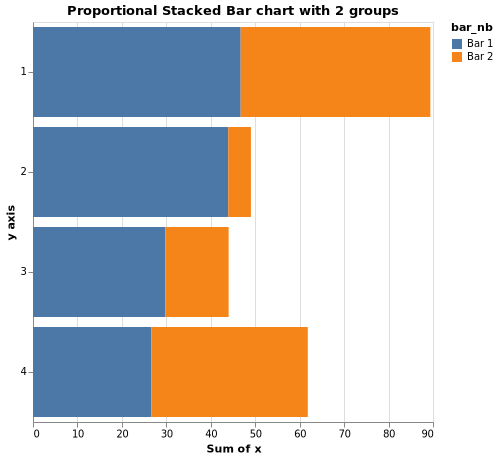 Proportional Stacked Bar chart with 2 groups
bar_nb
Bar 1
Bar 2
y axis
1
2
3
4
0 10 20 30 40 50 60 70 80 90
Sum of x